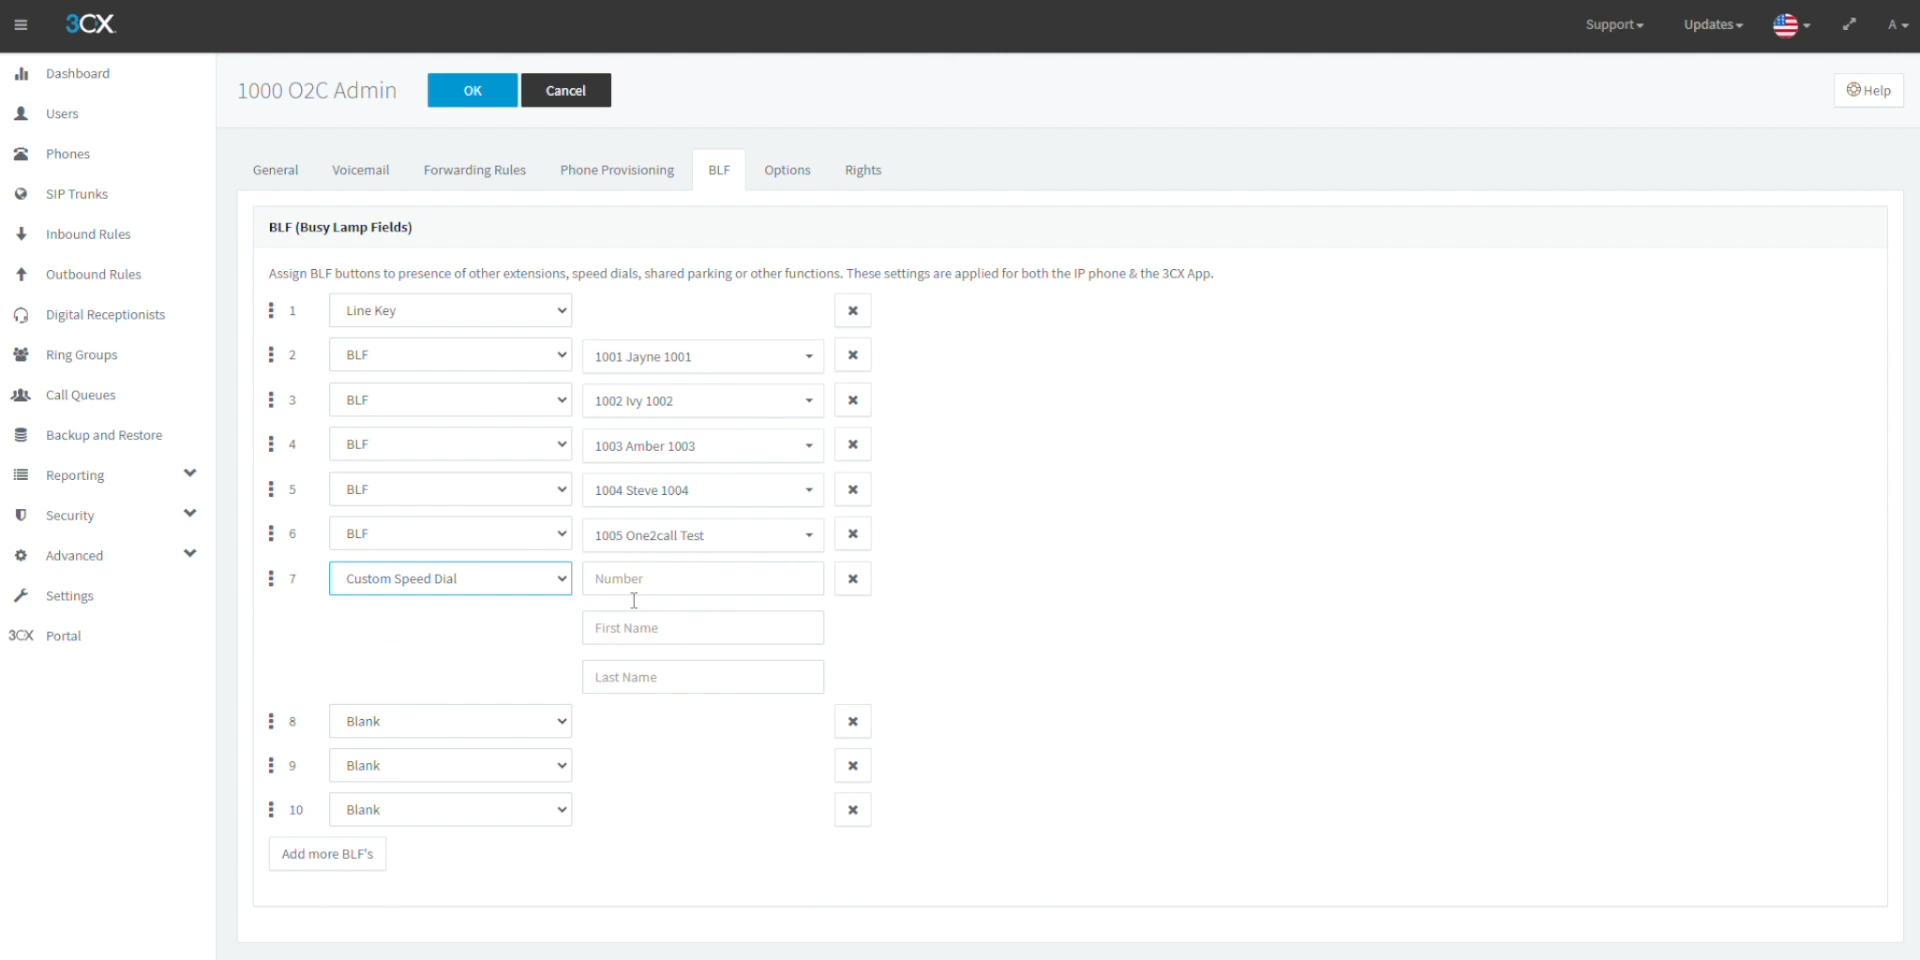 3CX
Support
Updates
A
Dashboard
Users
Phones
SIP Trunks
Inbound Rules
Outbound Rules
Digital Receptionists
Ring Groups
Call Queues
Backup and Restore
Reporting
Security
Advanced
Settings
3CX Portal
1000 O2C Admin
OK
Cancel
Help
General
Voicemail
Forwarding Rules
Phone Provisioning
BLF
Options
Rights
BLF (Busy Lamp Fields)
Assign BLF buttons to presence of other extensions, speed dials, shared parking or other functions. These settings are applied for both the IP phone & the 3CX App.
1 Line Key
2 BLF 1001 Jayne 1001
3 BLF 1002 Ivy 1002
4 BLF 1003 Amber 1003
5 BLF 1004 Steve 1004
6 BLF 1005 One2call Test
7 Custom Speed Dial Number
First Name
Last Name
8 Blank
9 Blank
10 Blank
Add more BLF's